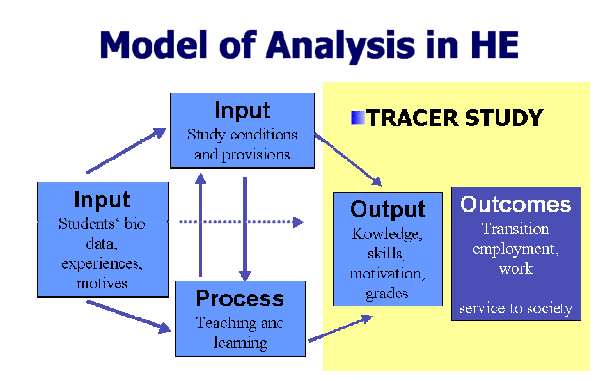 Model of Analysis in HE
Input
Study conditions
and provisions
TRACER STUDY
Input
Students' bio
data,
experiences,
motives
Output
Kowledge,
skills,
motivation,
grades
Outcomes
Transition
employment,
work
service to society
Process
Teaching and
learning